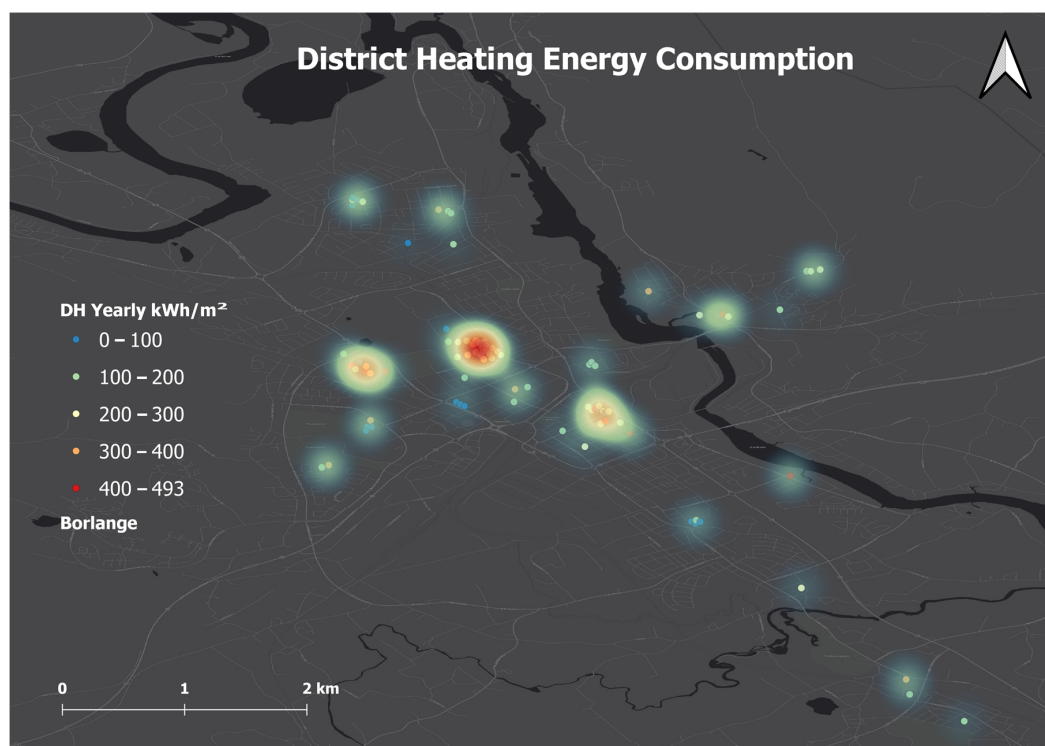 District Heating Energy Consumption
DH Yearly kWh/m²
0 – 100
100 – 200
200 – 300
300 – 400
400 – 493
Borlange
0 1 2 km